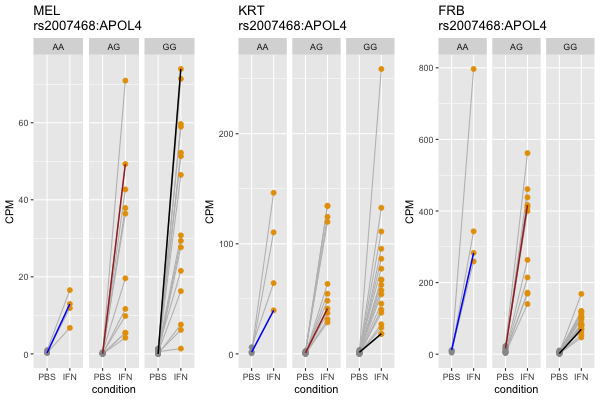 MEL
rs2007468:APOL4
AA AG GG
CPM
60
40
20
0
PBS IFN PBS IFN PBS IFN
condition
KRT
rs2007468:APOL4
AA AG GG
CPM
200
100
0
PBS IFN PBS IFN PBS IFN
condition
FRB
rs2007468:APOL4
AA AG GG
CPM
800
600
400
200
0
PBS IFN PBS IFN PBS IFN
condition